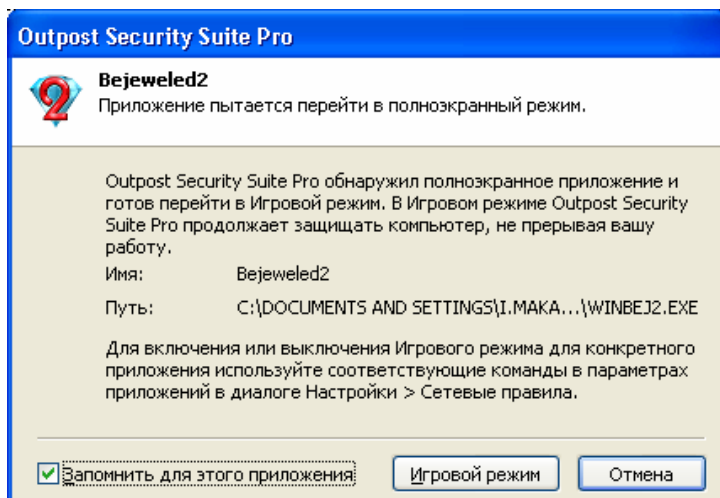 Outpost Security Suite Pro
Bejeweled2
Приложение пытается перейти в полноэкранный режим.
2
Outpost Security Suite Pro обнаружил полноэкранное приложение и
готов перейти в Игровой режим. В Игровом режиме Outpost Security
Suite Pro продолжает защищать компьютер, не прерывая вашу
работу.
Имя: Bejeweled2
Путь: C:\DOCUMENTS AND SETTINGS\I.MAKA...\WINBEJ2.EXE
Для включения или выключения Игрового режима для конкретного
приложения используйте соответствующие команды в параметрах
приложений в диалоге Настройки > Сетевые правила.
Запомнить для этого приложения Игровой режим Отмена